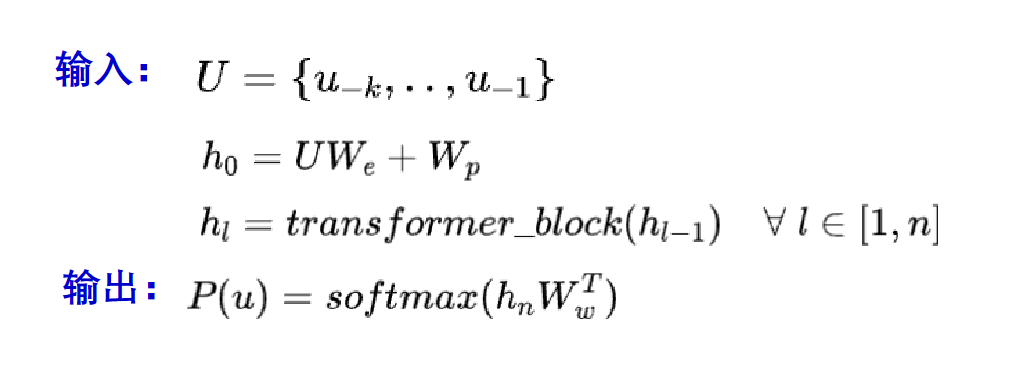 输入： U = {u_{-k}, . . , u_{-1}}
h_0 = UW_e + W_p
h_l = transformer_block(h_{l-1}) ∀ l ∈ [1, n]
输出： P(u) = softmax(h_n W_w^T)